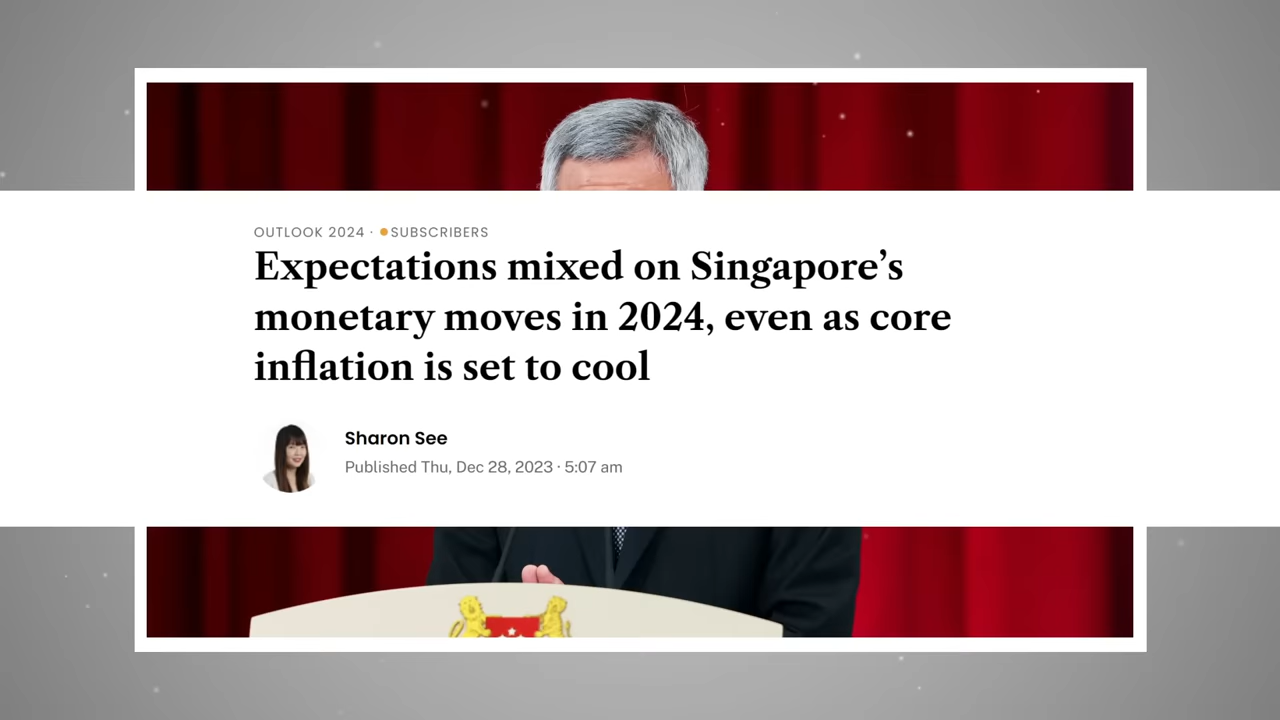 OUTLOOK 2024 · SUBSCRIBERS
Expectations mixed on Singapore’s
monetary moves in 2024, even as core
inflation is set to cool
Sharon See
Published Thu, Dec 28, 2023 · 5:07 am